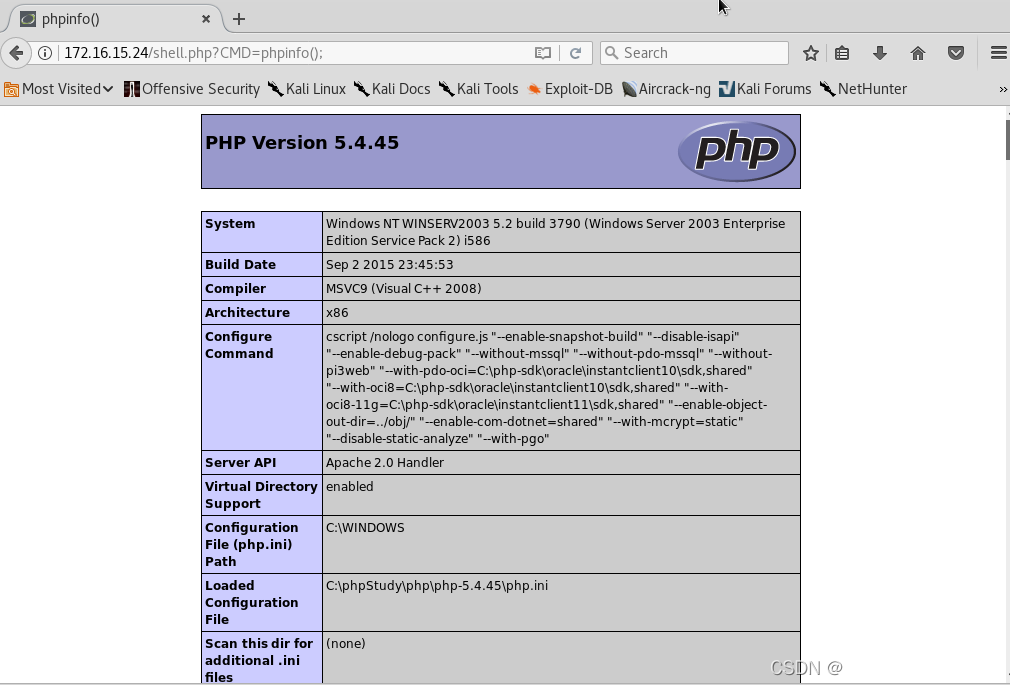 phpinfo()
172.16.15.24/shell.php?CMD=phpinfo();
Search
Most Visited
Offensive Security
Kali Linux
Kali Docs
Kali Tools
Exploit-DB
Aircrack-ng
Kali Forums
NetHunter
»
PHP Version 5.4.45
php
System
Windows NT WINSERV2003 5.2 build 3790 (Windows Server 2003 Enterprise
Edition Service Pack 2) i586
Build Date
Sep 2 2015 23:45:53
Compiler
MSVC9 (Visual C++ 2008)
Architecture
x86
Configure
Command
cscript /nologo configure.js "--enable-snapshot-build" "--disable-isapi"
"--enable-debug-pack" "--without-mssql" "--without-pdo-mssql" "--without-
pi3web" "--with-pdo-oci=C:\php-sdk\oracle\instantclient10\sdk,shared"
"--with-oci8=C:\php-sdk\oracle\instantclient10\sdk,shared" "--with-
oci8-11g=C:\php-sdk\oracle\instantclient11\sdk,shared" "--enable-object-
out-dir=../obj/" "--enable-com-dotnet=shared" "--with-mcrypt=static"
"--disable-static-analyze" "--with-pgo"
Server API
Apache 2.0 Handler
Virtual Directory
Support
enabled
Configuration
File (php.ini)
Path
C:\WINDOWS
Loaded
Configuration
File
C:\phpStudy\php\php-5.4.45\php.ini
Scan this dir for
additional .ini
files
(none)
CSDN @